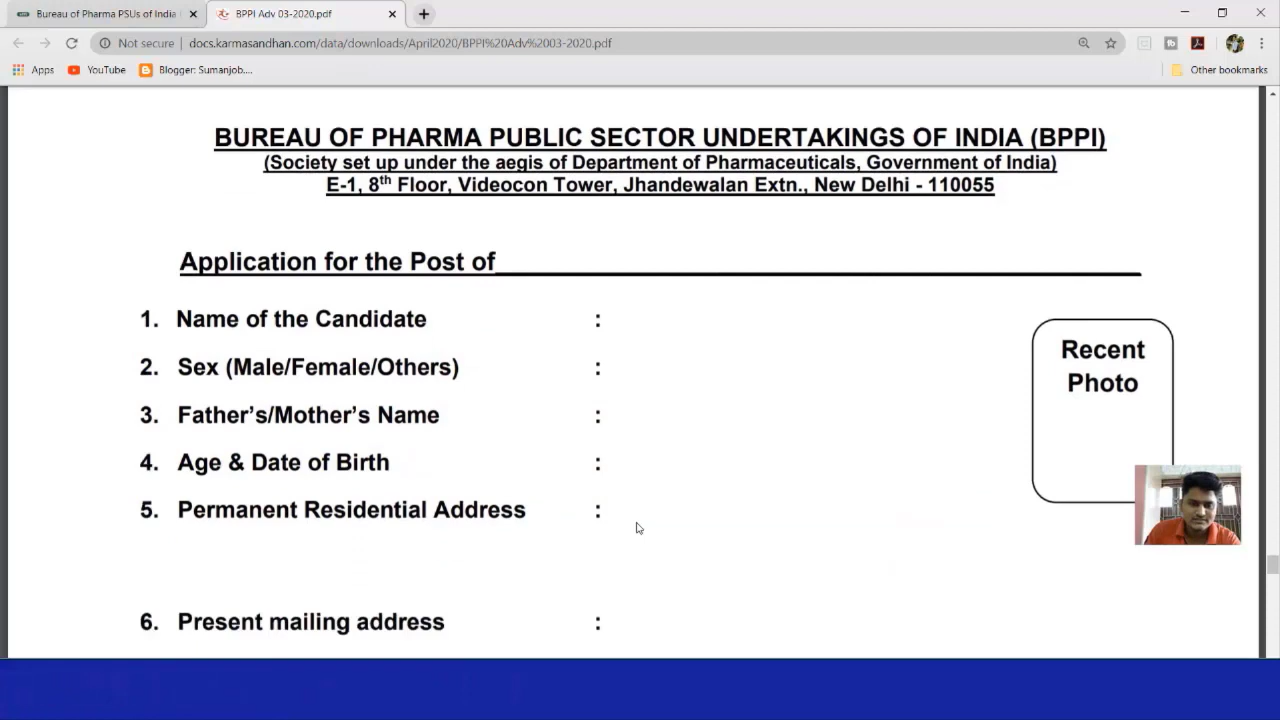 Bureau of Pharma PSUs of India
BPPI Adv 03-2020.pdf
Not secure | docs.karmasandhan.com/data/downloads/April2020/BPPI%20Adv%2003-2020.pdf
Apps
YouTube
Blogger: Sumanjob....
Other bookmarks
BUREAU OF PHARMA PUBLIC SECTOR UNDERTAKINGS OF INDIA (BPPI)
(Society set up under the aegis of Department of Pharmaceuticals, Government of India)
E-1, 8th Floor, Videocon Tower, Jhandewalan Extn., New Delhi - 110055
Application for the Post of
1. Name of the Candidate :
2. Sex (Male/Female/Others) :
3. Father's/Mother's Name :
4. Age & Date of Birth :
5. Permanent Residential Address :
6. Present mailing address :
Recent
Photo